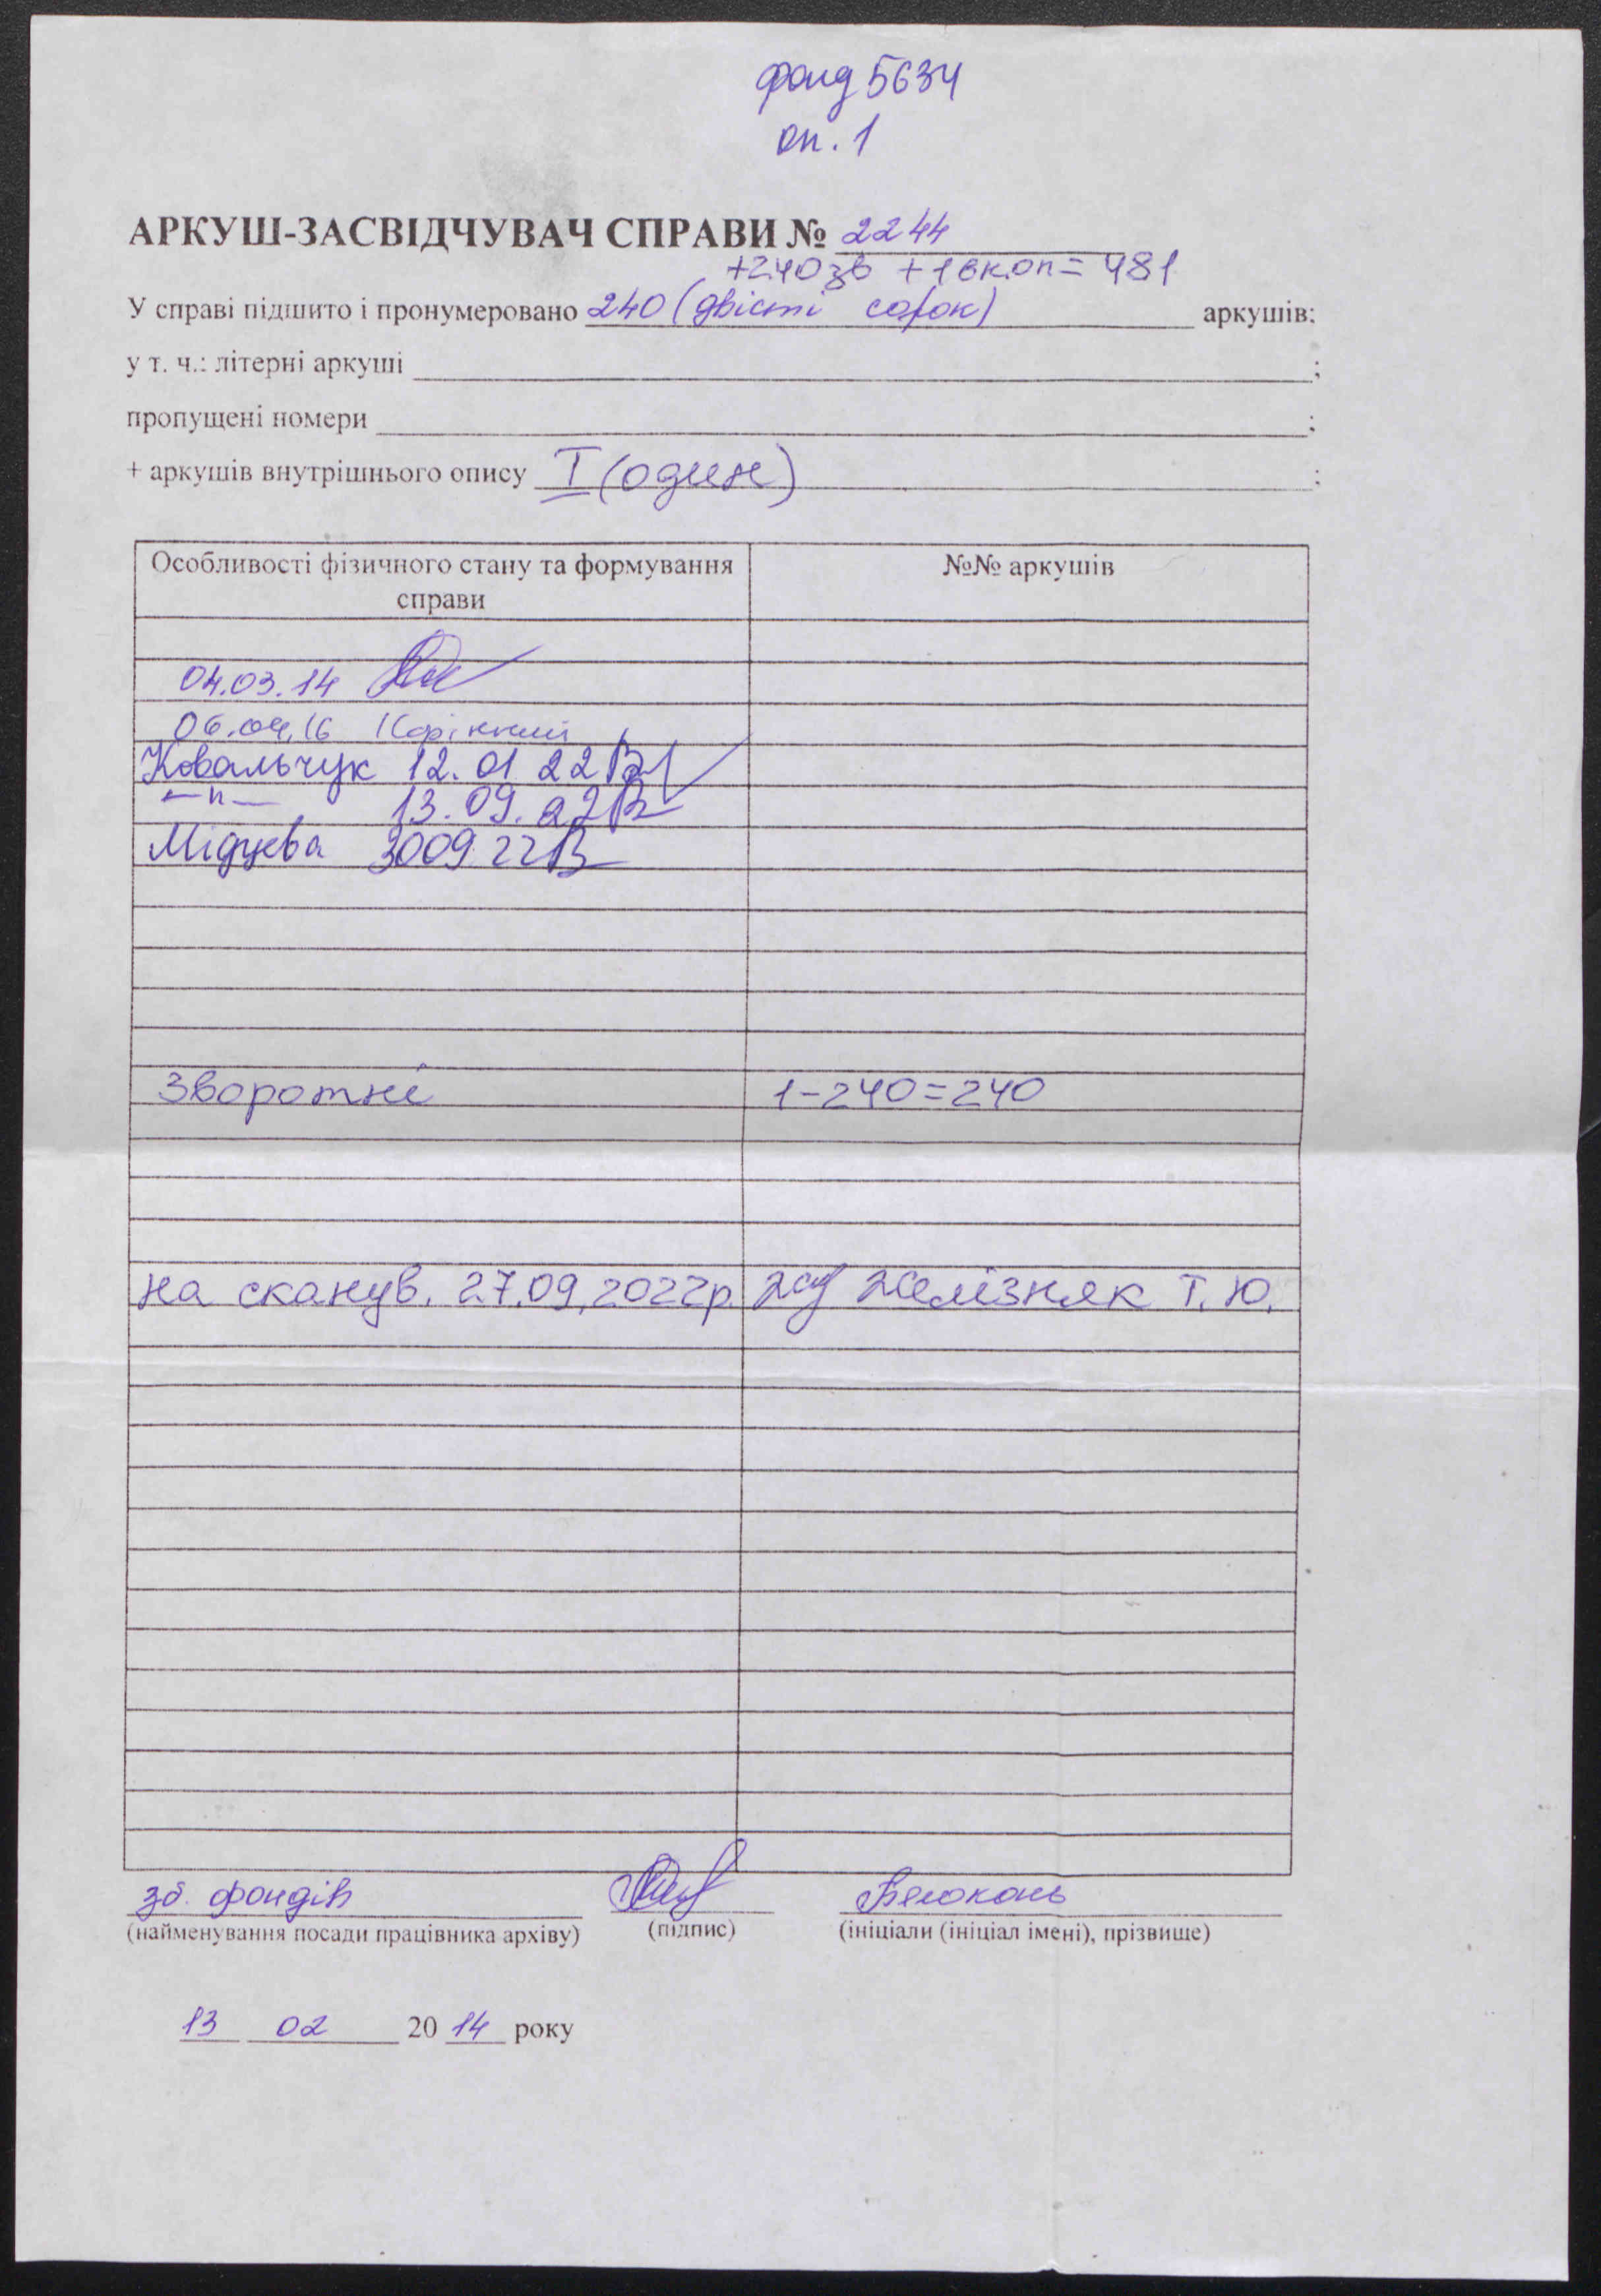 фонд 5634
оп. 1
АРКУШ-ЗАСВІДЧУВАЧ СПРАВИ № 2244
+240зв + 1вк.оп = 481
У справі підшито і пронумеровано 240 (двісті сорок) аркушів;
у т. ч.: літерні аркуші ;
пропущені номери ;
+ аркушів внутрішнього опису I (один) ;
Особливості фізичного стану та формування справи №№ аркушів
04.03.14
06.04.16
Ковальчук 12.01 22
—п— 13.09.22
30 09 22
Зворотні 1-240=240
на сканув. 27.09.2022р. Желізняк Т. Ю.
зб. фондів Белоконь
(найменування посади працівника архіву) (підпис) (ініціали (ініціал імені), прізвище)
13 02 20 14 року